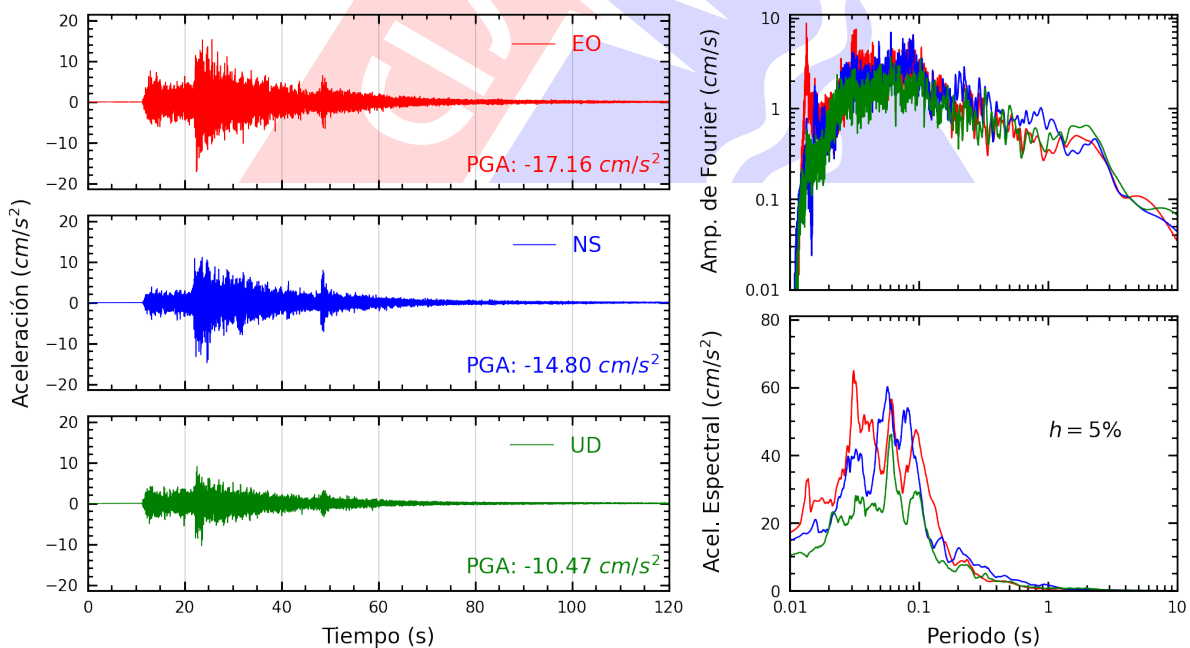 Aceleración (cm/s²)
20
10
0
−10
−20
EO
PGA: -17.16 cm/s²
20
10
0
−10
−20
NS
PGA: -14.80 cm/s²
20
10
0
−10
−20
UD
PGA: -10.47 cm/s²
0 20 40 60 80 100 120
Tiempo (s)
Amp. de Fourier (cm/s)
10
1
0.1
0.01
Acel. Espectral (cm/s²)
80
60
40
20
0
h = 5%
0.01 0.1 1 10
Periodo (s)